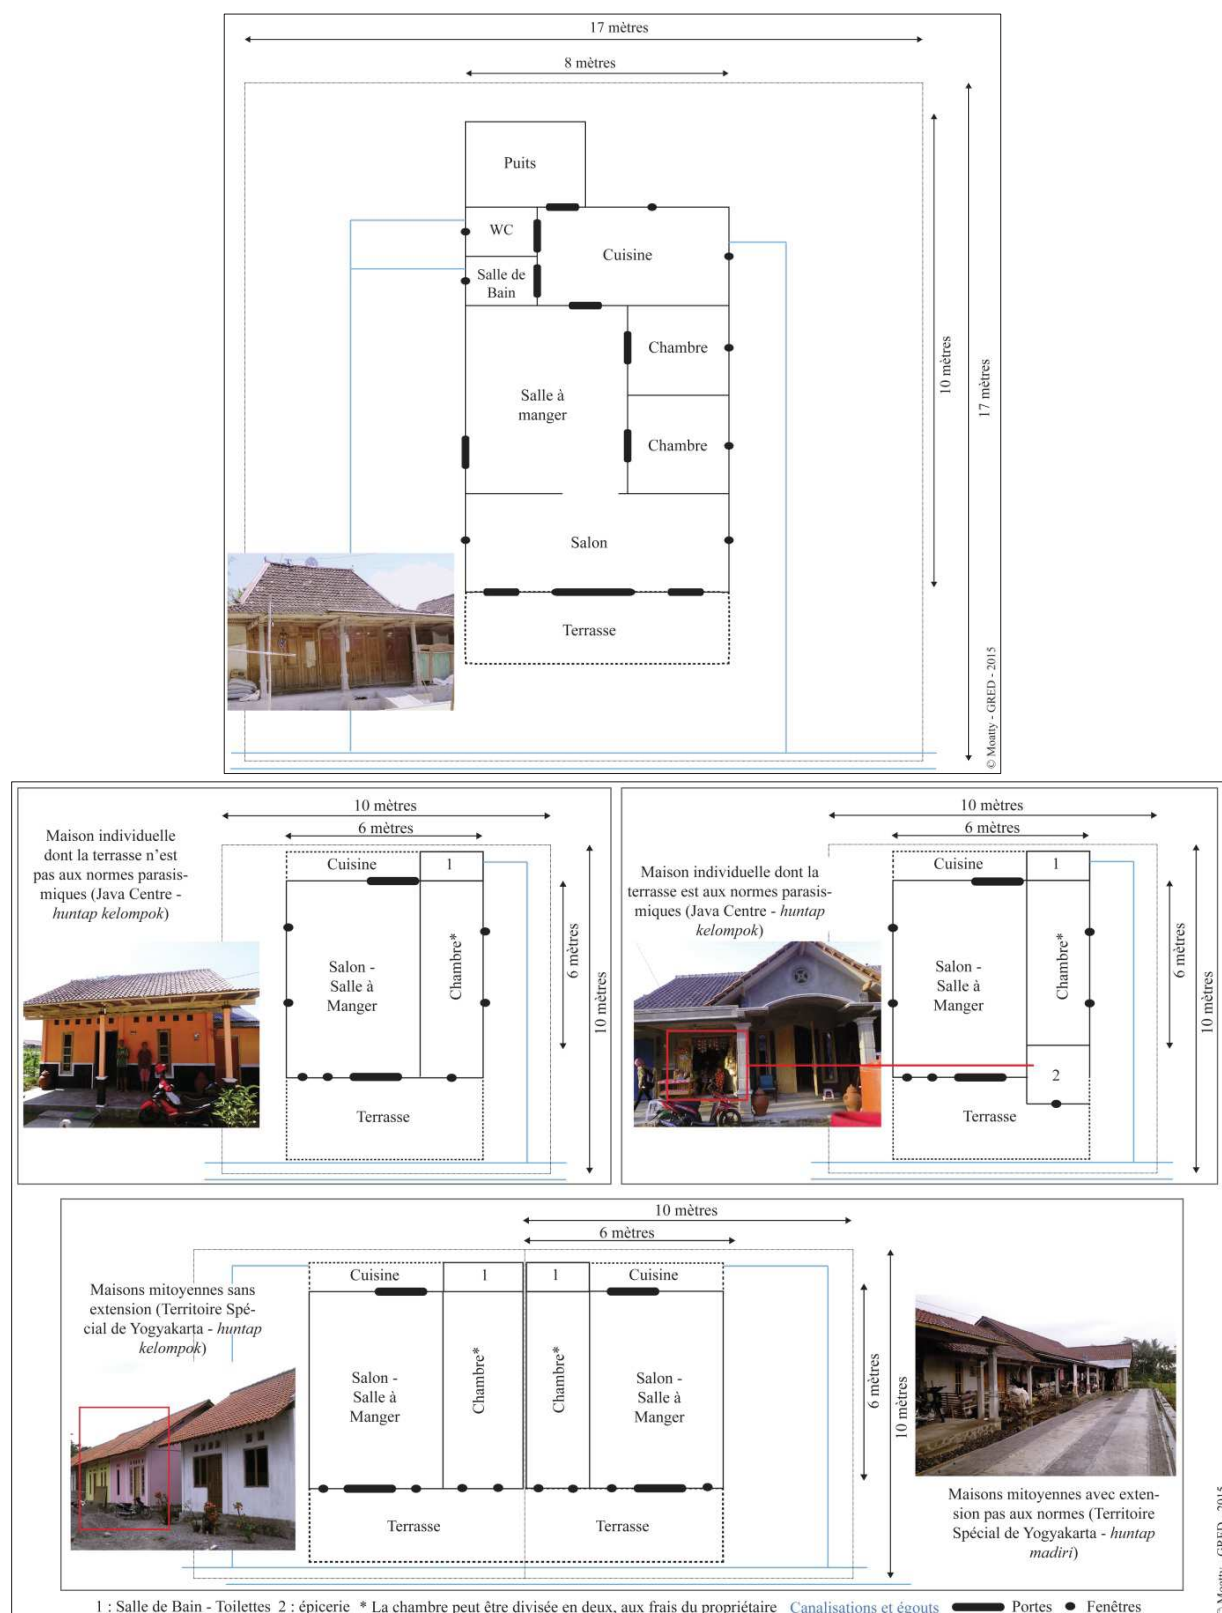 17 mètres
8 mètres
Puits
WC
Cuisine
Salle de
Bain
Chambre
Salle à
manger
Chambre
Salon
Terrasse
10 mètres
17 mètres
© Moatty - GRED - 2015
10 mètres
6 mètres
Maison individuelle
dont la terrasse n'est
pas aux normes parasis-
miques (Java Centre -
huntap kelompok)
Cuisine
1
Salon -
Salle à
Manger
Chambre*
6 mètres
10 mètres
Terrasse
10 mètres
6 mètres
Maison individuelle dont la
terrasse est aux normes parasis-
miques (Java Centre - huntap
kelompok)
Cuisine
1
Salon -
Salle à
Manger
Chambre*
6 mètres
10 mètres
2
Terrasse
10 mètres
6 mètres
Maisons mitoyennes sans
extension (Territoire Spé-
cial de Yogyakarta - huntap
kelompok)
Cuisine
1
1
Cuisine
Salon -
Salle à
Manger
Chambre*
Chambre*
Salon -
Salle à
Manger
6 mètres
10 mètres
Terrasse
Terrasse
Maisons mitoyennes avec exten-
sion pas aux normes (Territoire
Spécial de Yogyakarta - huntap
madiri)
© Moatty - GRED - 2015
1 : Salle de Bain - Toilettes 2 : épicerie * La chambre peut être divisée en deux, aux frais du propriétaire Canalisations et égouts Portes Fenêtres